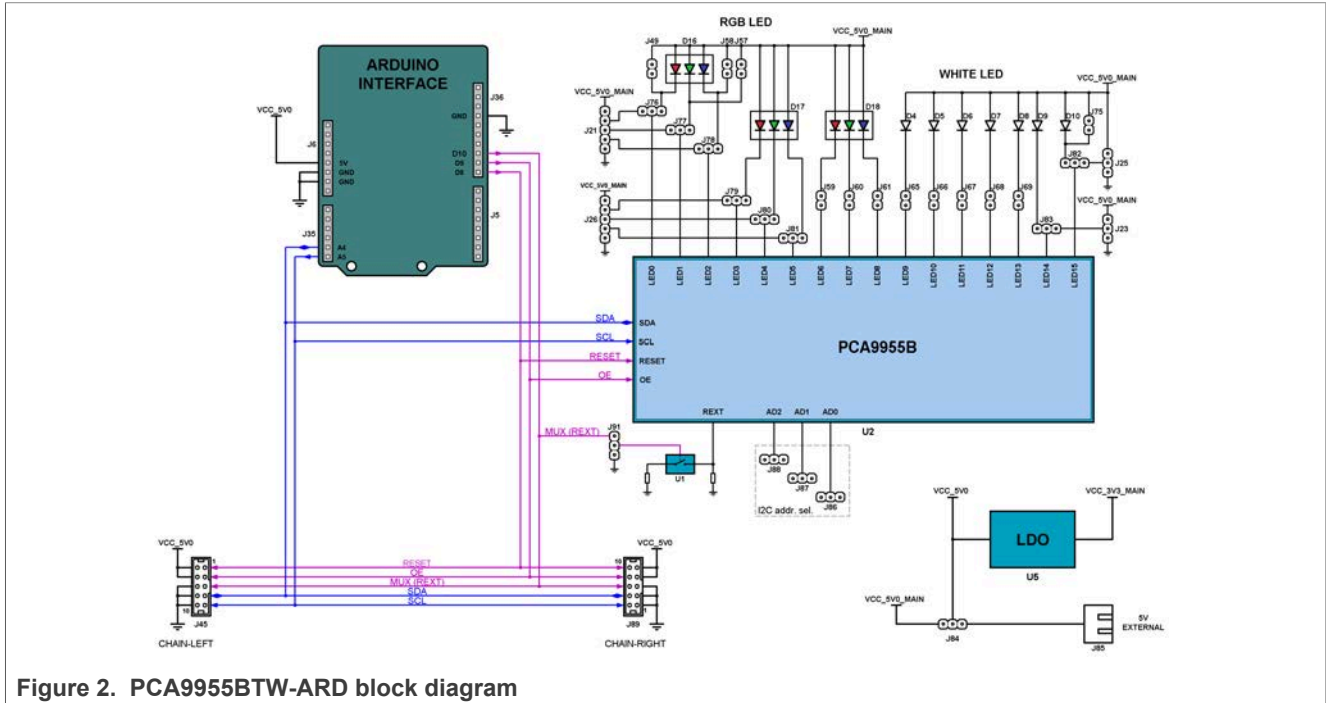 RGB LED
J49
D16
J58
J57
VCC_5V0_MAIN
ARDUINO
INTERFACE
WHITE LED
VCC_5V0_MAIN
VCC_5V0
J36
GND
VCC_5V0_MAIN
J76
J77
J78
J21
D17
D18
D4
D5
D6
D7
D8
D9
D10
J75
J6
5V
GND
GND
D10
D9
D8
J82
J25
VCC_5V0_MAIN
J79
J80
J81
J26
J59
J60
J61
J65
J66
J67
J68
J69
VCC_5V0_MAIN
J83
J23
J35
J5
A4
A5
LED0
LED1
LED2
LED3
LED4
LED5
LED6
LED7
LED8
LED9
LED10
LED11
LED12
LED13
LED14
LED15
SDA
SDA
SCL
SCL
RESET
RESET
OE
OE
PCA9955B
REXT
AD2
AD1
AD0
U2
MUX (REXT)
J91
U1
J88
J87
J86
I2C addr. sel.
VCC_5V0
VCC_3V3_MAIN
LDO
U5
VCC_5V0
VCC_5V0
1
RESET
OE
MUX (REXT)
SDA
SCL
10
10
1
J45
J89
CHAIN-LEFT
CHAIN-RIGHT
VCC_5V0_MAIN
J84
5V
EXTERNAL
J85
Figure 2. PCA9955BTW-ARD block diagram